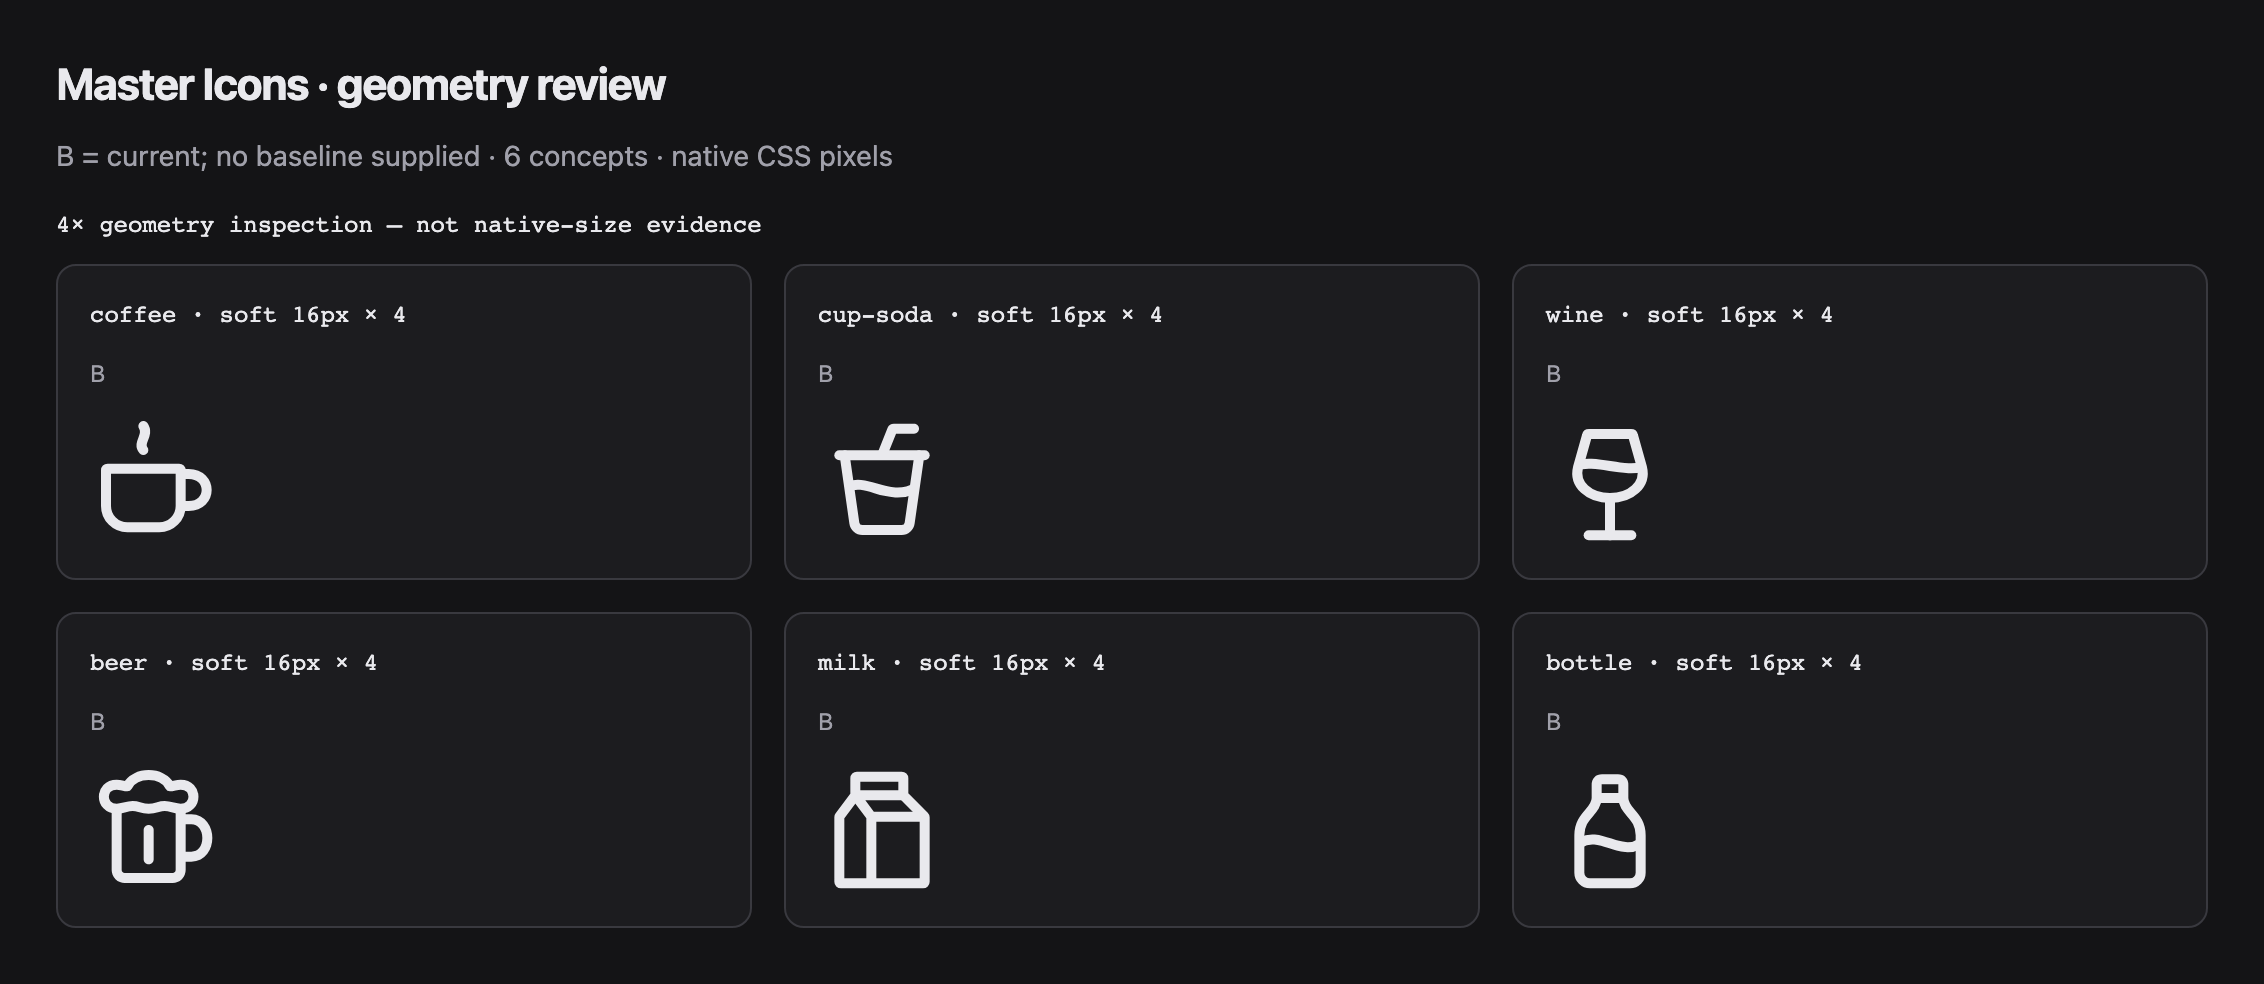 Master Icons · geometry review
B = current; no baseline supplied · 6 concepts · native CSS pixels
4× geometry inspection — not native-size evidence
coffee · soft 16px × 4
B
cup-soda · soft 16px × 4
B
wine · soft 16px × 4
B
beer · soft 16px × 4
B
milk · soft 16px × 4
B
bottle · soft 16px × 4
B